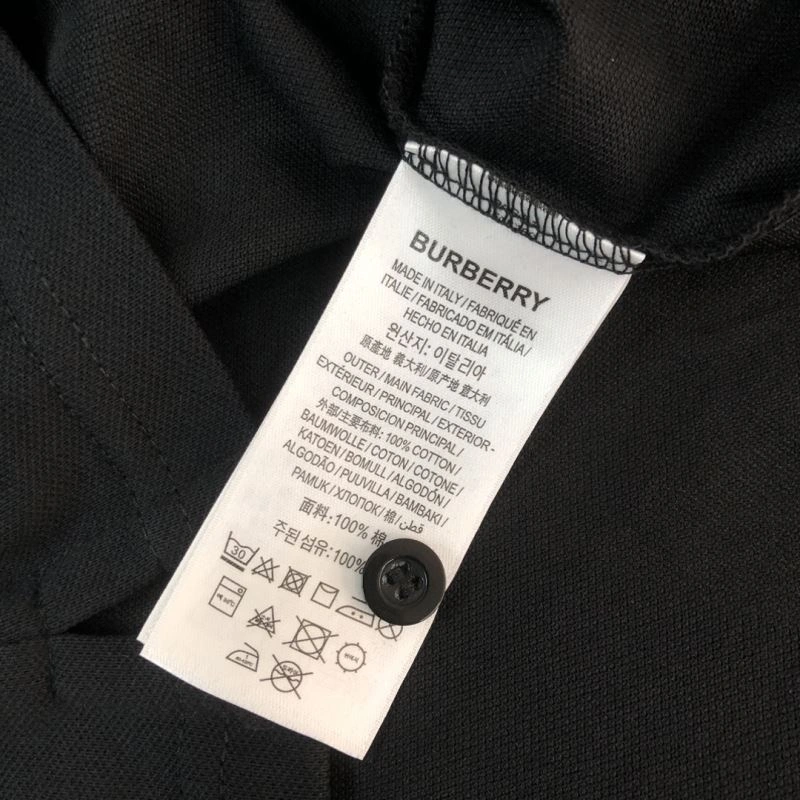 BURBERRY
MADE IN ITALY / FABRIQUÉ EN
ITALIE / FABRICADO EM ITÁLIA /
HECHO EN ITALIA
원산지: 이탈리아
原產地 義大利 / 原产地 意大利
OUTER / MAIN FABRIC / TISSU
EXTÉRIEUR / PRINCIPAL / EXTERIOR -
COMPOSICION PRINCIPAL /
外部/主要布料: 100% COTTON /
BAUMWOLLE / COTON / COTONE /
KATOEN / BOMULL / ALGODÓN /
ALGODÃO / PUUVILLA / BAMBAKI /
PAMUK / ХЛОПОК / 棉 / قطن
面料: 100% 棉
주된 섬유: 100%
30